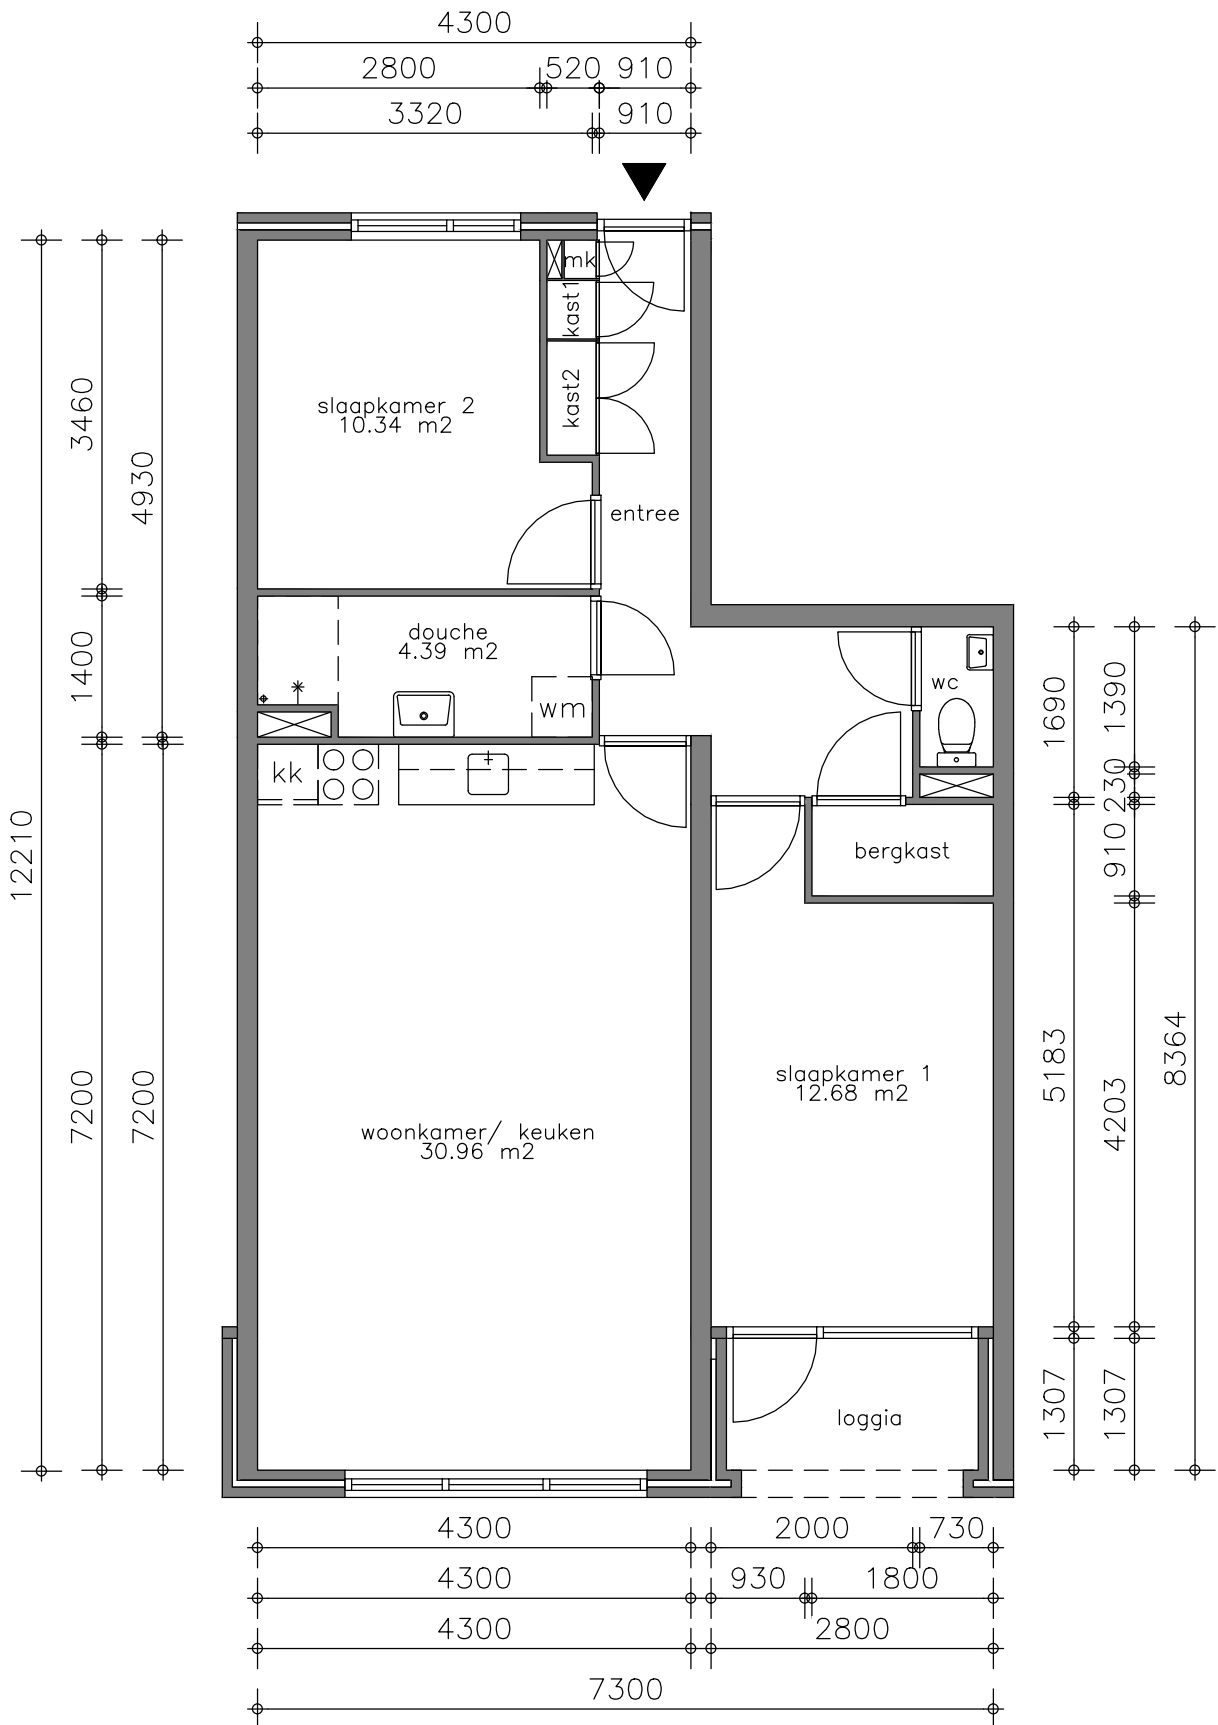 4300
2800 520 910
3320 910
mk
kast1
kast2
slaapkamer 2
10.34 m2
entree
douche
4.39 m2
wm
wc
kk
bergkast
slaapkamer 1
12.68 m2
woonkamer/ keuken
30.96 m2
loggia
12210
3460
1400
7200
4930
7200
1690
5183
1307
1390
230
910
4203
1307
8364
4300 2000 730
4300 930 1800
4300 2800
7300